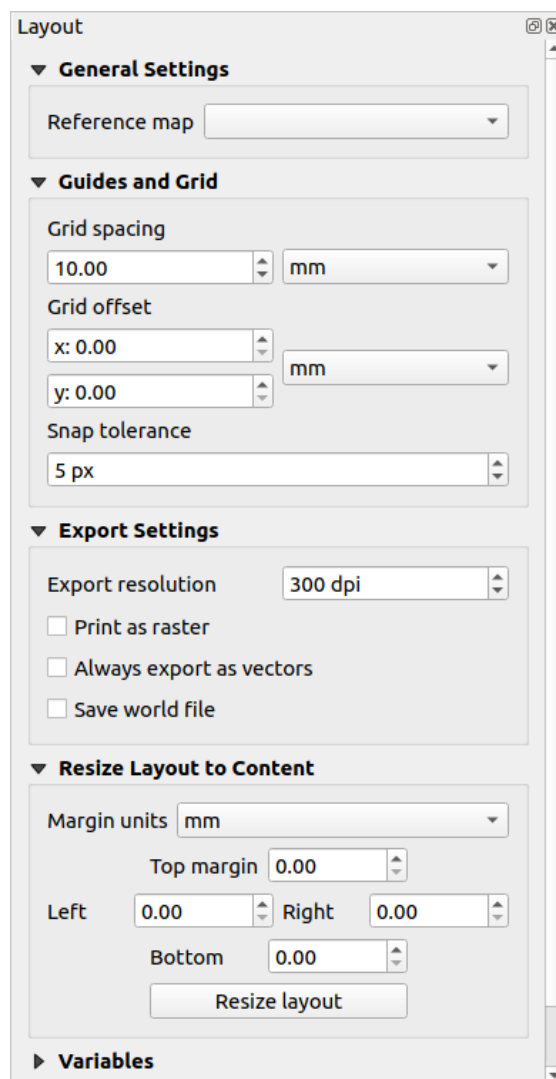 Layout
General Settings
Reference map
Guides and Grid
Grid spacing
10.00 mm
Grid offset
x: 0.00
mm
y: 0.00
Snap tolerance
5 px
Export Settings
Export resolution 300 dpi
Print as raster
Always export as vectors
Save world file
Resize Layout to Content
Margin units mm
Top margin 0.00
Left 0.00 Right 0.00
Bottom 0.00
Resize layout
Variables